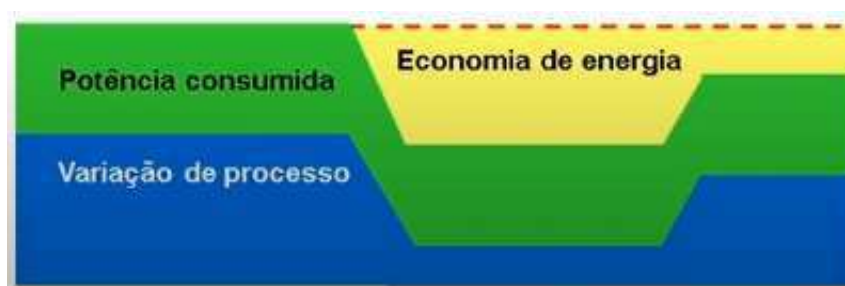 Economia de energia
Potência consumida
Variação de processo